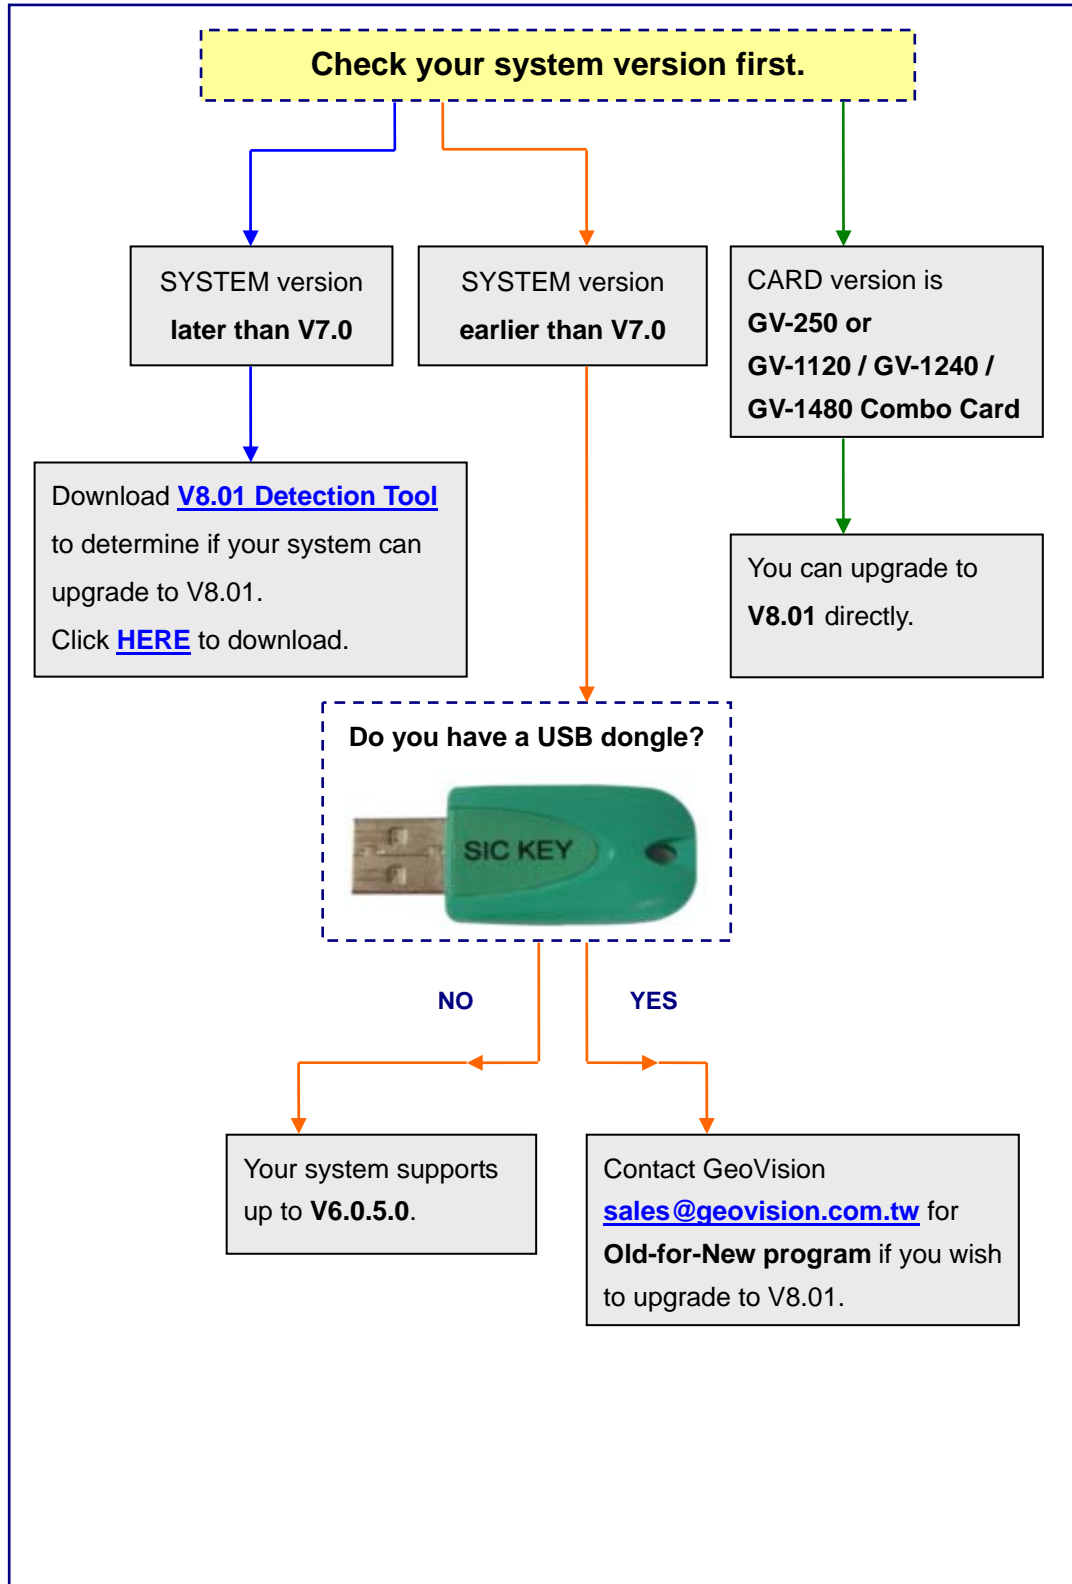 Check your system version first.
SYSTEM version
later than V7.0
SYSTEM version
earlier than V7.0
CARD version is
GV-250 or
GV-1120 / GV-1240 /
GV-1480 Combo Card
Download V8.01 Detection Tool
to determine if your system can
upgrade to V8.01.
Click HERE to download.
You can upgrade to
V8.01 directly.
Do you have a USB dongle?
SIC KEY
NO
YES
Your system supports
up to V6.0.5.0.
Contact GeoVision
sales@geovision.com.tw for
Old-for-New program if you wish
to upgrade to V8.01.